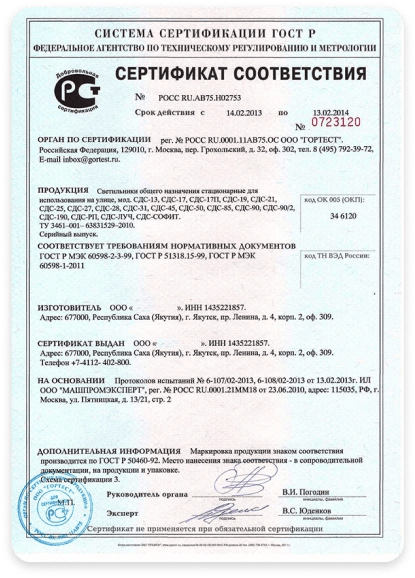 СИСТЕМА СЕРТИФИКАЦИИ ГОСТ Р
ФЕДЕРАЛЬНОЕ АГЕНТСТВО ПО ТЕХНИЧЕСКОМУ РЕГУЛИРОВАНИЮ И МЕТРОЛОГИИ
Добровольная
сертификация
СЕРТИФИКАТ СООТВЕТСТВИЯ
№ РОСС RU.АВ75.Н02753
Срок действия с 14.02.2013 по 13.02.2014
№ 0723120
ОРГАН ПО СЕРТИФИКАЦИИ рег. № РОСС RU.0001.11АВ75.ОС ООО "ГОРТЕСТ".
Российская Федерация, 129010, г. Москва, пер. Грохольский, д. 32, оф. 302, тел. 8 (495) 792-39-72,
E-mail inbox@gortest.ru.
ПРОДУКЦИЯ Светильники общего назначения стационарные для
использования на улице, мод. СДС-13, СДС-17, СДС-17П, СДС-19, СДС-21,
СДС-25, СДС-27, СДС-28, СДС-31, СДС-45, СДС-50, СДС-85, СДС-90, СДС-90/2,
СДС-190, СДС-РП, СДС-ЛУЧ, СДС-СОФИТ.
ТУ 3461-001-63831529-2010.
Серийный выпуск.
код ОК 005 (ОКП):
34 6120
СООТВЕТСТВУЕТ ТРЕБОВАНИЯМ НОРМАТИВНЫХ ДОКУМЕНТОВ
ГОСТ Р МЭК 60598-2-3-99, ГОСТ Р 51318.15-99, ГОСТ Р МЭК
60598-1-2011
код ТН ВЭД России:
ИЗГОТОВИТЕЛЬ ООО « ». ИНН 1435221857.
Адрес: 677000, Республика Саха (Якутия), г. Якутск, пр. Ленина, д. 4, корп. 2, оф. 309.
СЕРТИФИКАТ ВЫДАН ООО « ». ИНН 1435221857.
Адрес: 677000, Республика Саха (Якутия), г. Якутск, пр. Ленина, д. 4, корп. 2, оф. 309.
Телефон +7-4112- 402-800.
НА ОСНОВАНИИ Протоколов испытаний № 6-107/02-2013, 6-108/02-2013 от 13.02.2013г. ИЛ
ООО "МАШПРОМЭКСПЕРТ", рег. № РОСС RU.0001.21ММ18 от 23.06.2010, адрес: 115035, РФ, г.
Москва, ул. Пятницкая, д. 13/21, стр. 2
ДОПОЛНИТЕЛЬНАЯ ИНФОРМАЦИЯ Маркировка продукции знаком соответствия
производится по ГОСТ Р 50460-92. Место нанесения знака соответствия - в сопроводительной
документации, на продукции и упаковке.
Схема сертификации 3.
Руководитель органа
подпись
В.И. Погодин
инициалы, фамилия
М.П.
Эксперт
подпись
В.С. Юденков
инициалы, фамилия
"ГОРТЕСТ"
Сертификат не применяется при обязательной сертификации